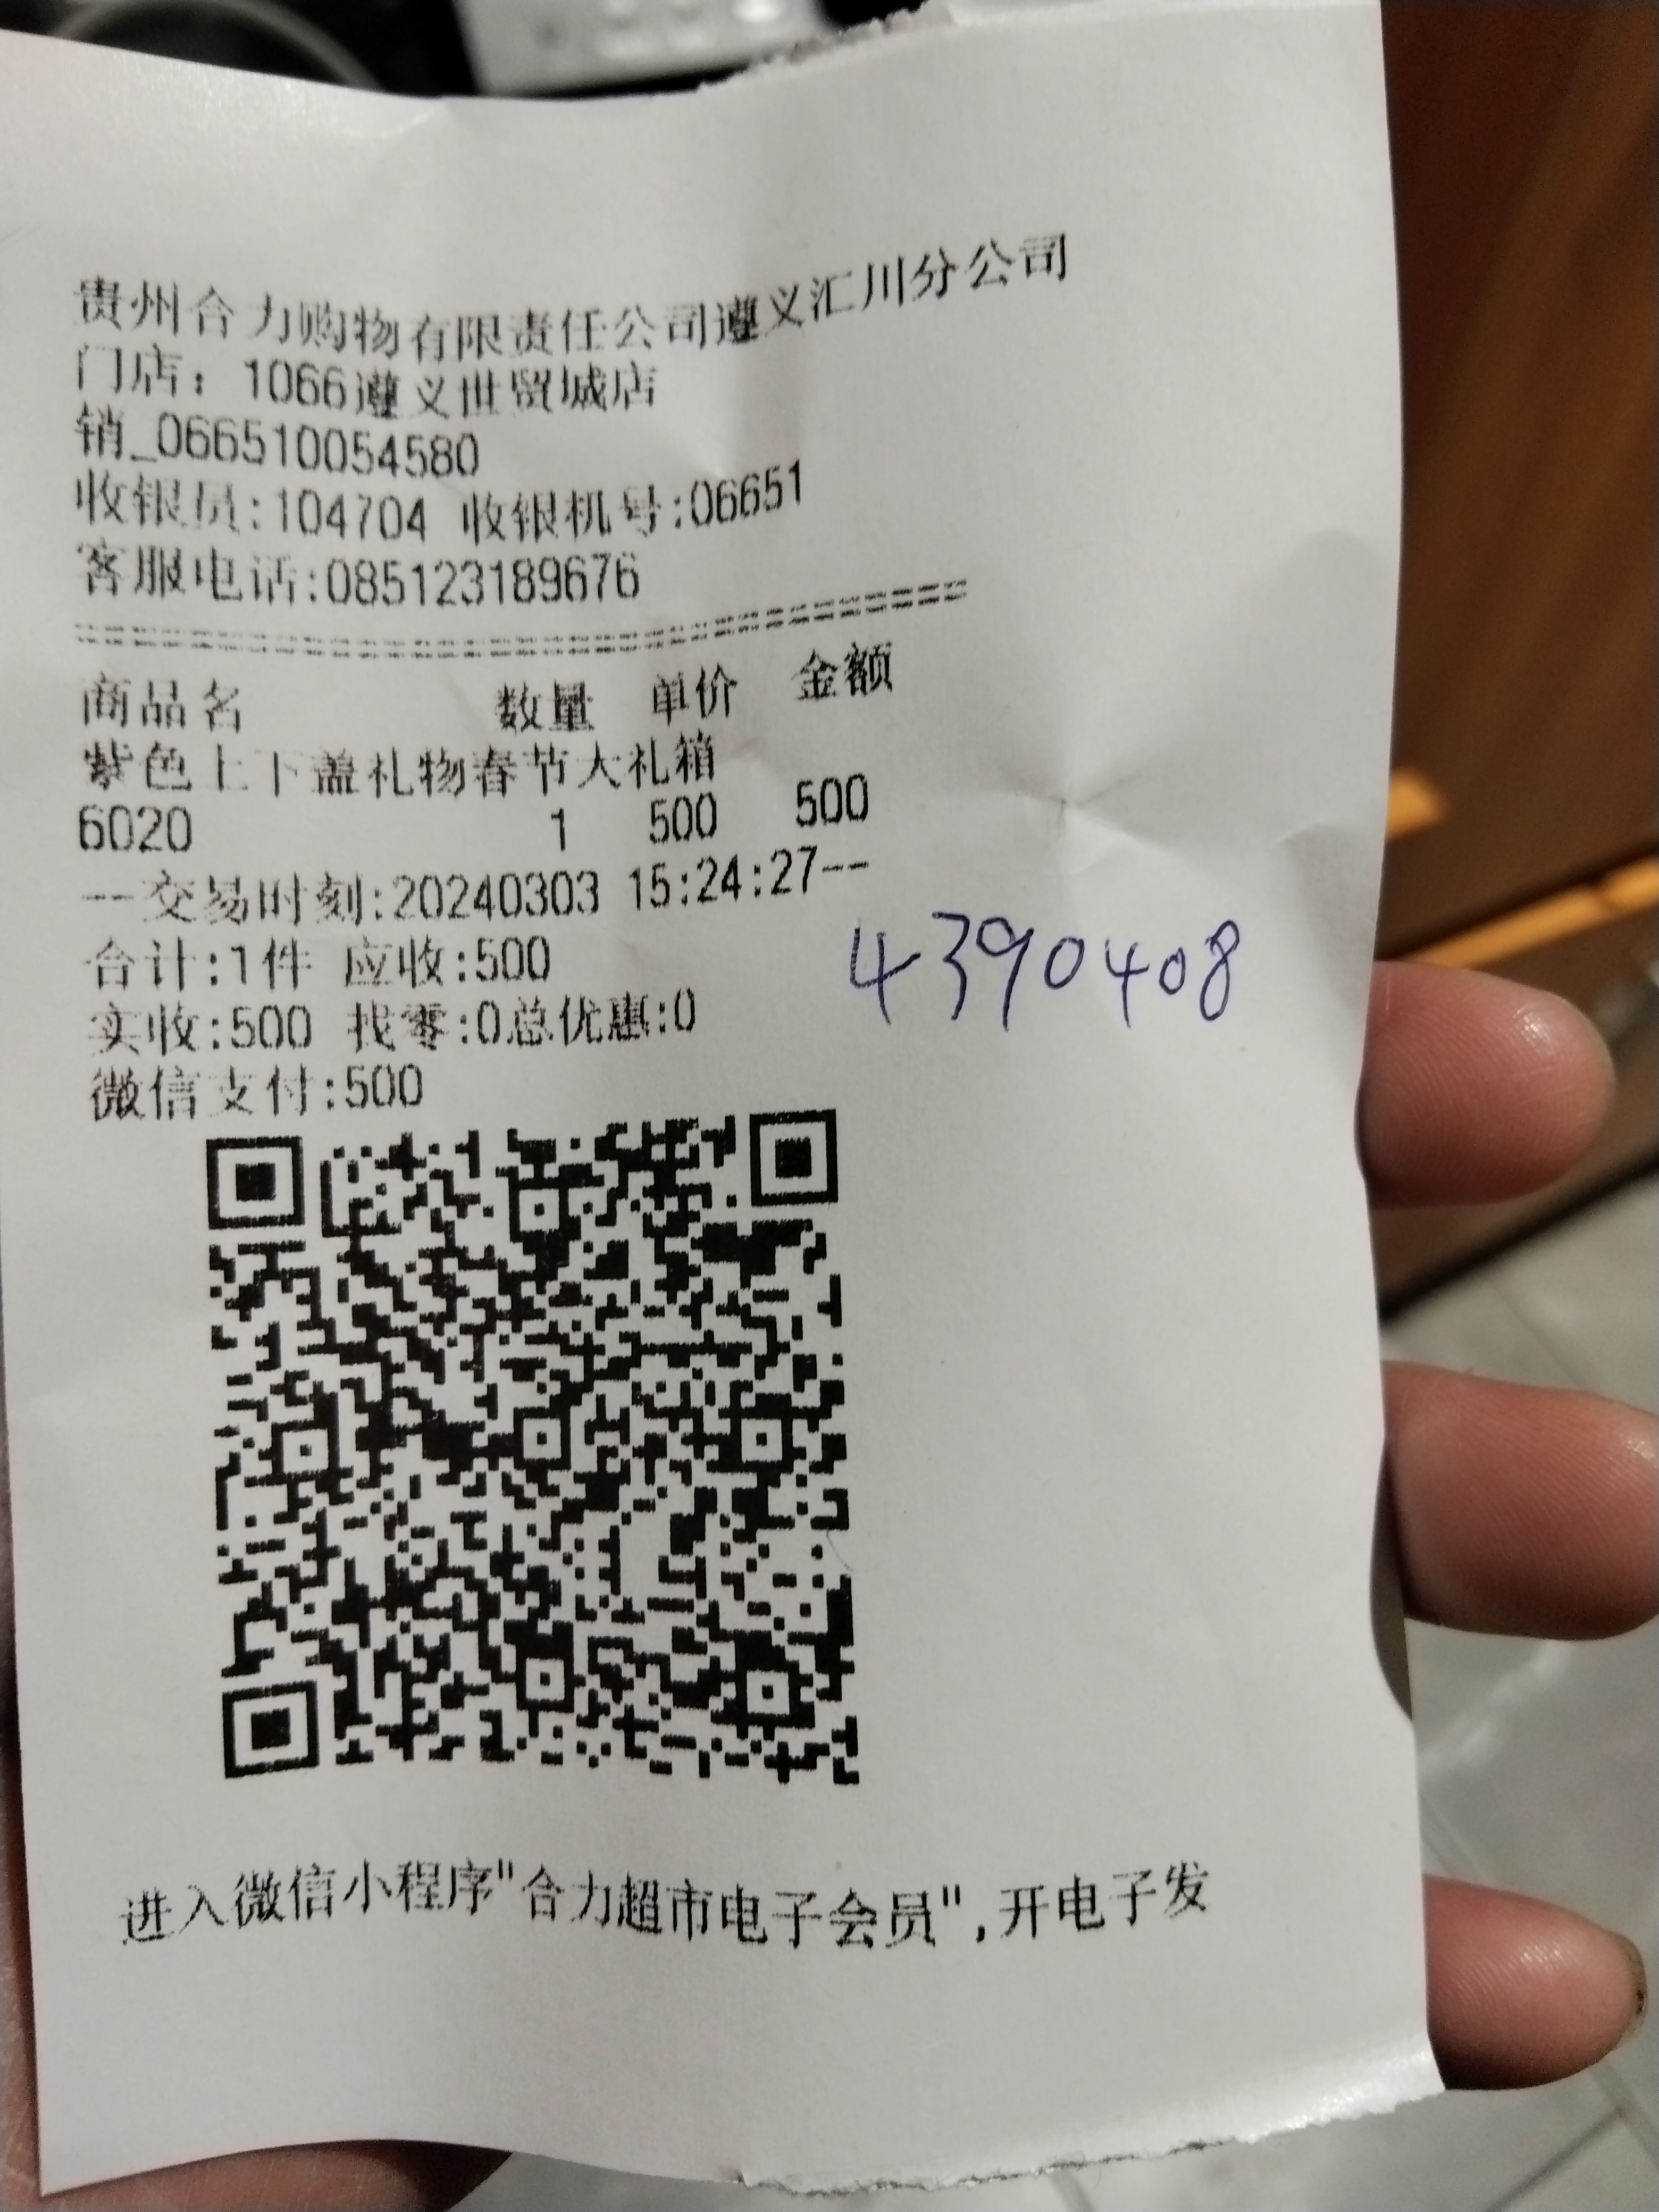 贵州合力购物有限责任公司遵义汇川分公司
门店：1066遵义世贸城店
销_066510054580
收银员:104704 收银机号:06651
客服电话:085123189676
商品名 数量 单价 金额
紫色上下盖礼物春节大礼箱
6020 1 500 500
--交易时刻:20240303 15:24:27--
合计:1件 应收:500
4390408
实收:500 找零:0总优惠:0
微信支付:500
进入微信小程序"合力超市电子会员",开电子发